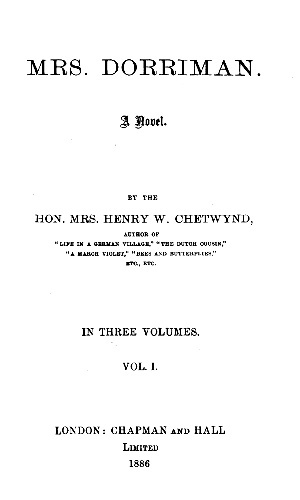 MRS. DORRIMAN.
A Novel.
BY THE
HON. MRS. HENRY W. CHETWYND,
AUTHOR OF
"LIFE IN A GERMAN VILLAGE," "THE DUTCH COUSIN,"
"A MARCH VIOLET," "BEES AND BUTTERFLIES,"
ETC., ETC.
IN THREE VOLUMES.
VOL. I.
LONDON: CHAPMAN AND HALL
LIMITED
1886